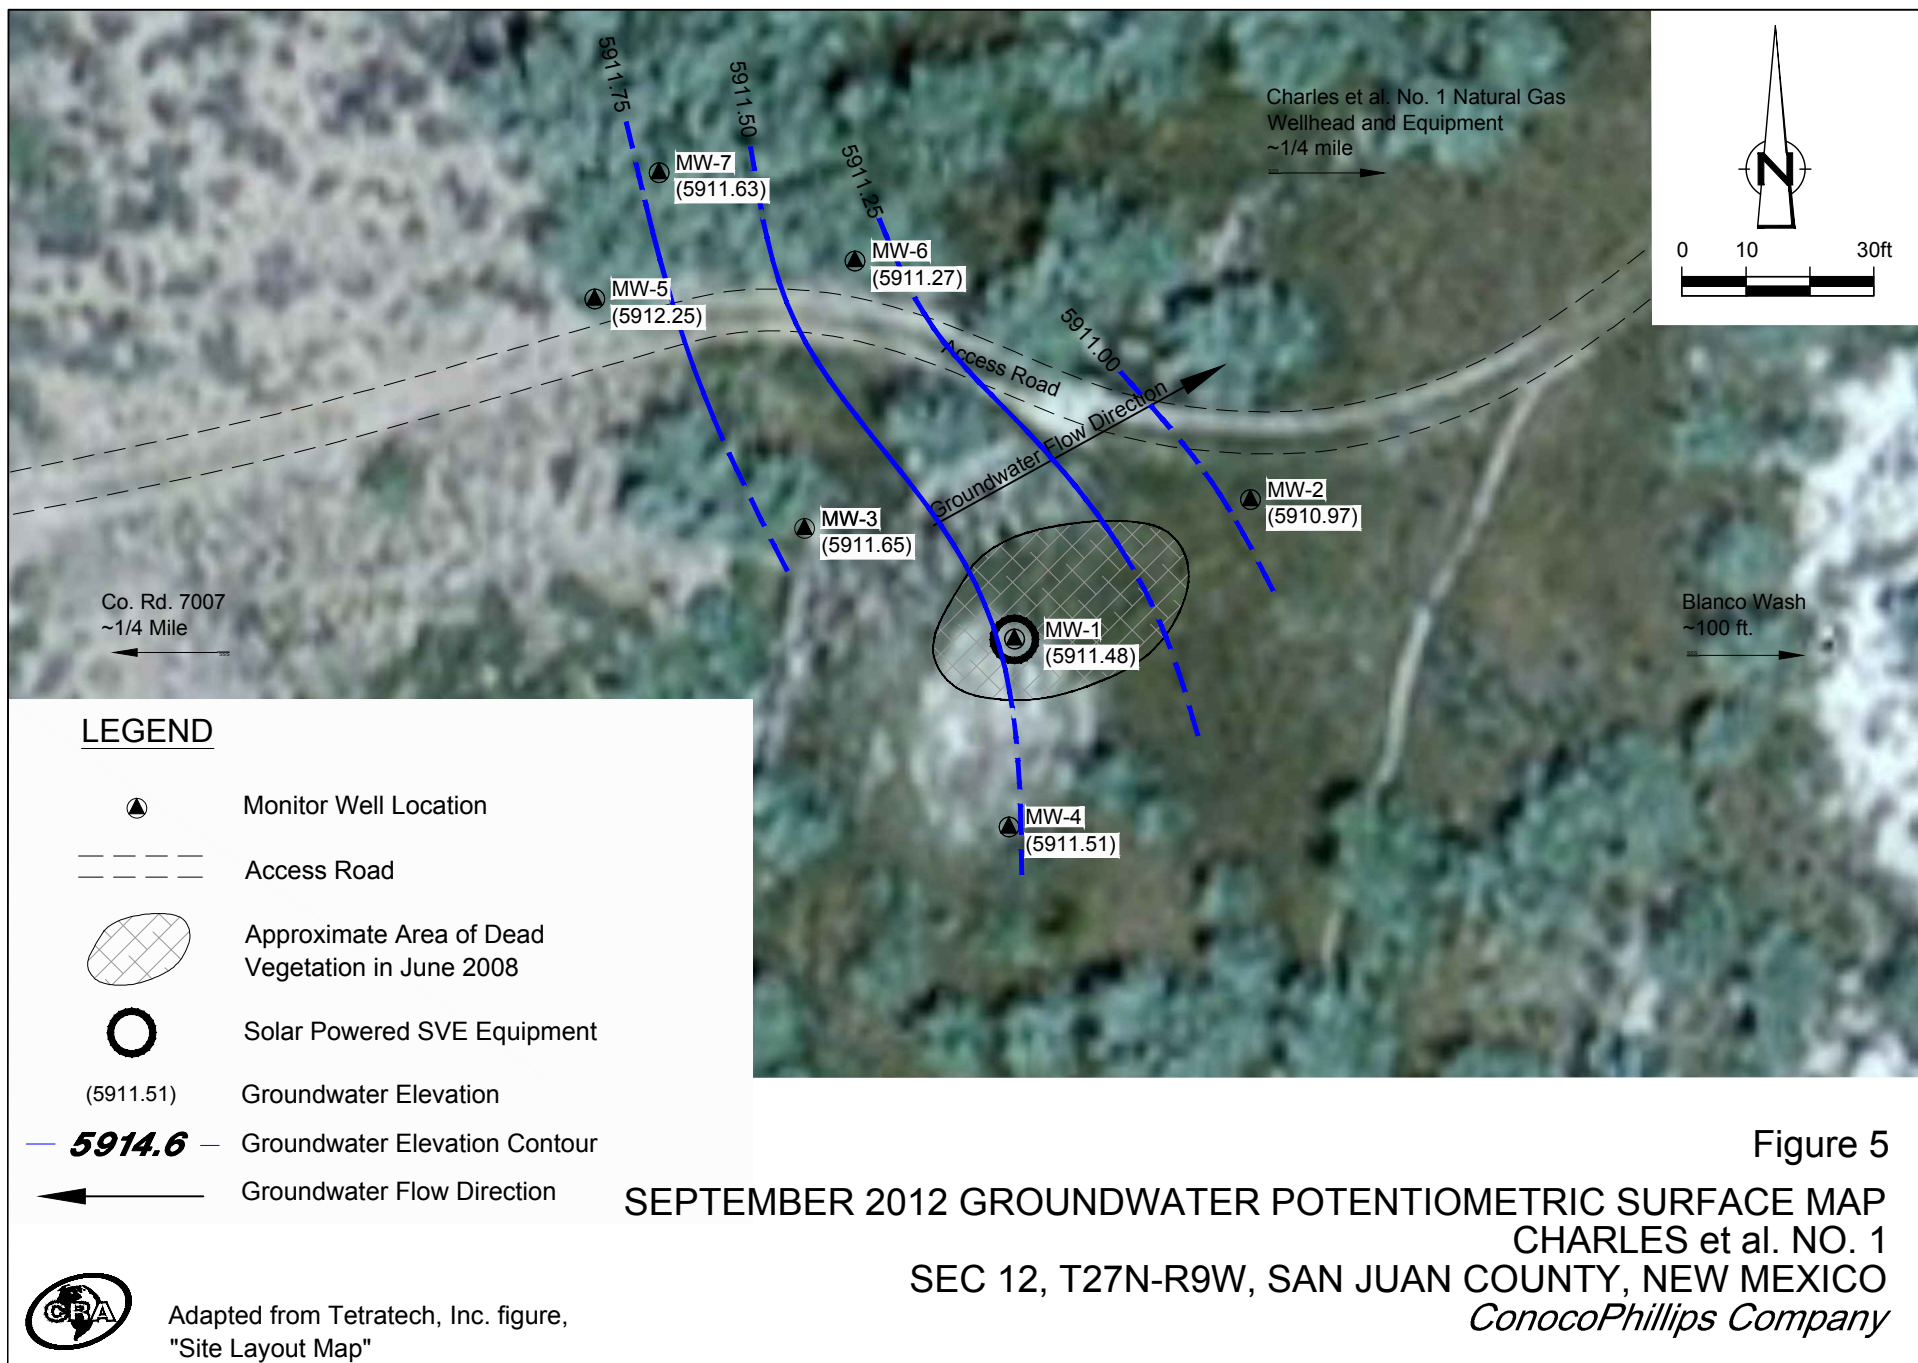 5911.75
5911.50
5911.25
5911.00
MW-7
(5911.63)
MW-6
(5911.27)
MW-5
(5912.25)
Charles et al. No. 1 Natural Gas
Wellhead and Equipment
~1/4 mile
N
0 10 30ft
Access Road
Groundwater Flow Direction
MW-2
(5910.97)
MW-3
(5911.65)
Co. Rd. 7007
~1/4 Mile
MW-1
(5911.48)
Blanco Wash
~100 ft.
MW-4
(5911.51)
LEGEND
Monitor Well Location
Access Road
Approximate Area of Dead
Vegetation in June 2008
Solar Powered SVE Equipment
(5911.51) Groundwater Elevation
5914.6 Groundwater Elevation Contour
Groundwater Flow Direction
Figure 5
SEPTEMBER 2012 GROUNDWATER POTENTIOMETRIC SURFACE MAP
CHARLES et al. NO. 1
SEC 12, T27N-R9W, SAN JUAN COUNTY, NEW MEXICO
ConocoPhillips Company
CRA
Adapted from Tetratech, Inc. figure,
"Site Layout Map"